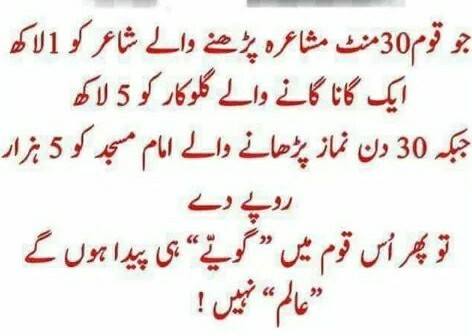 جو قوم 30 منٹ مشاعرہ پڑھنے والے شاعر کو 1 لاکھ
ایک گانا گانے والے گلوکار کو 5 لاکھ
جبکہ 30 دن نماز پڑھانے والے امام مسجد کو 5 ہزار
روپے دے
تو پھر اُس قوم میں ”گویّے“ ہی پیدا ہوں گے
”عالم“ نہیں !